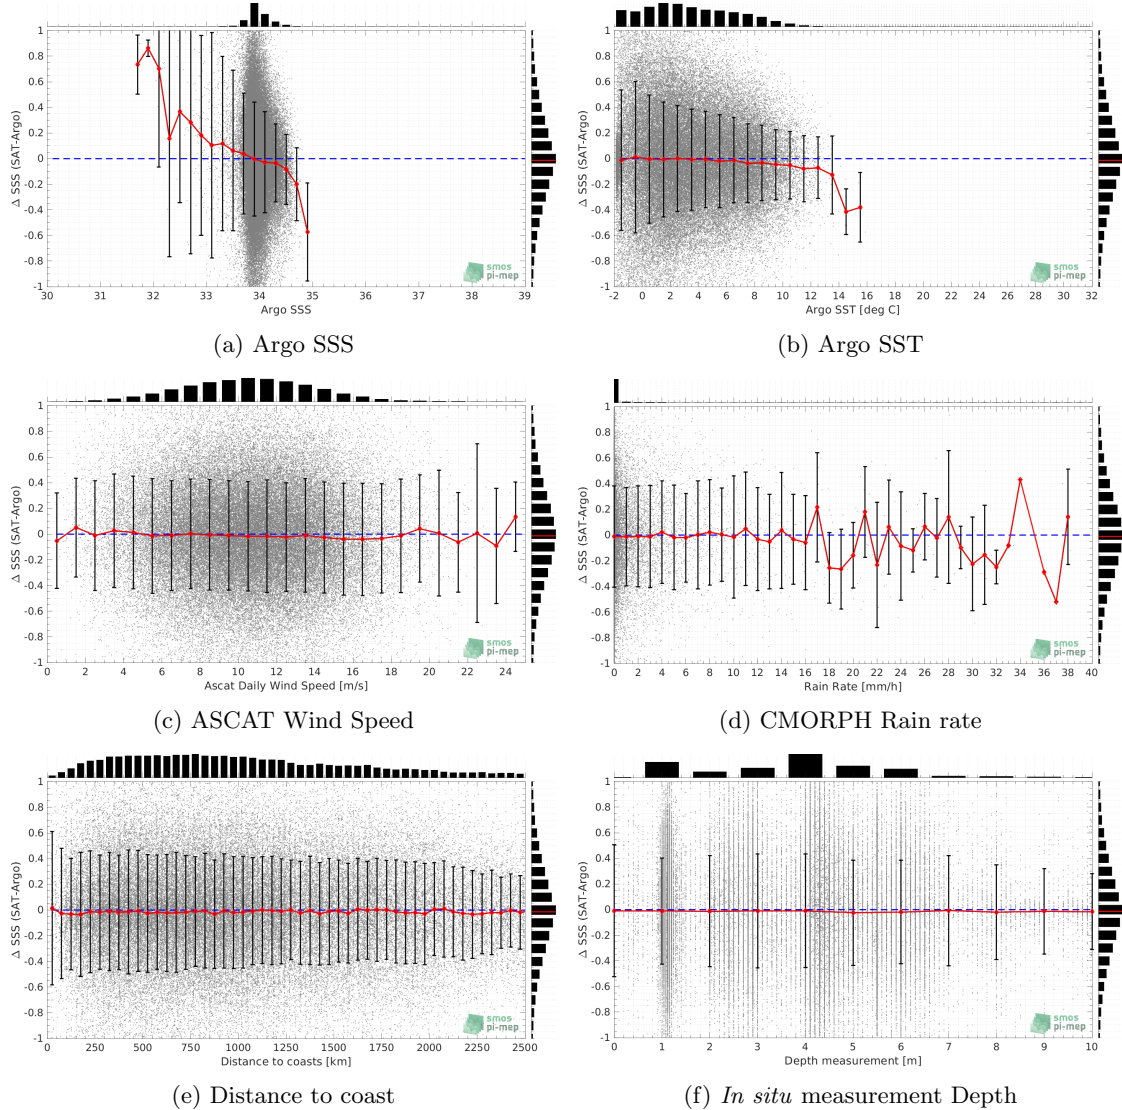 1
0.8
0.6
0.4
0.2
0
-0.2
-0.4
-0.6
-0.8
-1
Δ SSS (SAT-Argo)
30 31 32 33 34 35 36 37 38 39
Argo SSS
smos
pi-mep
(a) Argo SSS
1
0.8
0.6
0.4
0.2
0
-0.2
-0.4
-0.6
-0.8
-1
Δ SSS (SAT-Argo)
-2 0 2 4 6 8 10 12 14 16 18 20 22 24 26 28 30 32
Argo SST [deg C]
smos
pi-mep
(b) Argo SST
1
0.8
0.6
0.4
0.2
0
-0.2
-0.4
-0.6
-0.8
-1
Δ SSS (SAT-Argo)
0 2 4 6 8 10 12 14 16 18 20 22 24
Ascat Daily Wind Speed [m/s]
smos
pi-mep
(c) ASCAT Wind Speed
1
0.8
0.6
0.4
0.2
0
-0.2
-0.4
-0.6
-0.8
-1
Δ SSS (SAT-Argo)
0 2 4 6 8 10 12 14 16 18 20 22 24 26 28 30 32 34 36 38 40
Rain Rate [mm/h]
smos
pi-mep
(d) CMORPH Rain rate
1
0.8
0.6
0.4
0.2
0
-0.2
-0.4
-0.6
-0.8
-1
Δ SSS (SAT-Argo)
0 250 500 750 1000 1250 1500 1750 2000 2250 2500
Distance to coasts [km]
smos
pi-mep
(e) Distance to coast
1
0.8
0.6
0.4
0.2
0
-0.2
-0.4
-0.6
-0.8
-1
Δ SSS (SAT-Argo)
0 1 2 3 4 5 6 7 8 9 10
Depth measurement [m]
smos
pi-mep
(f) In situ measurement Depth